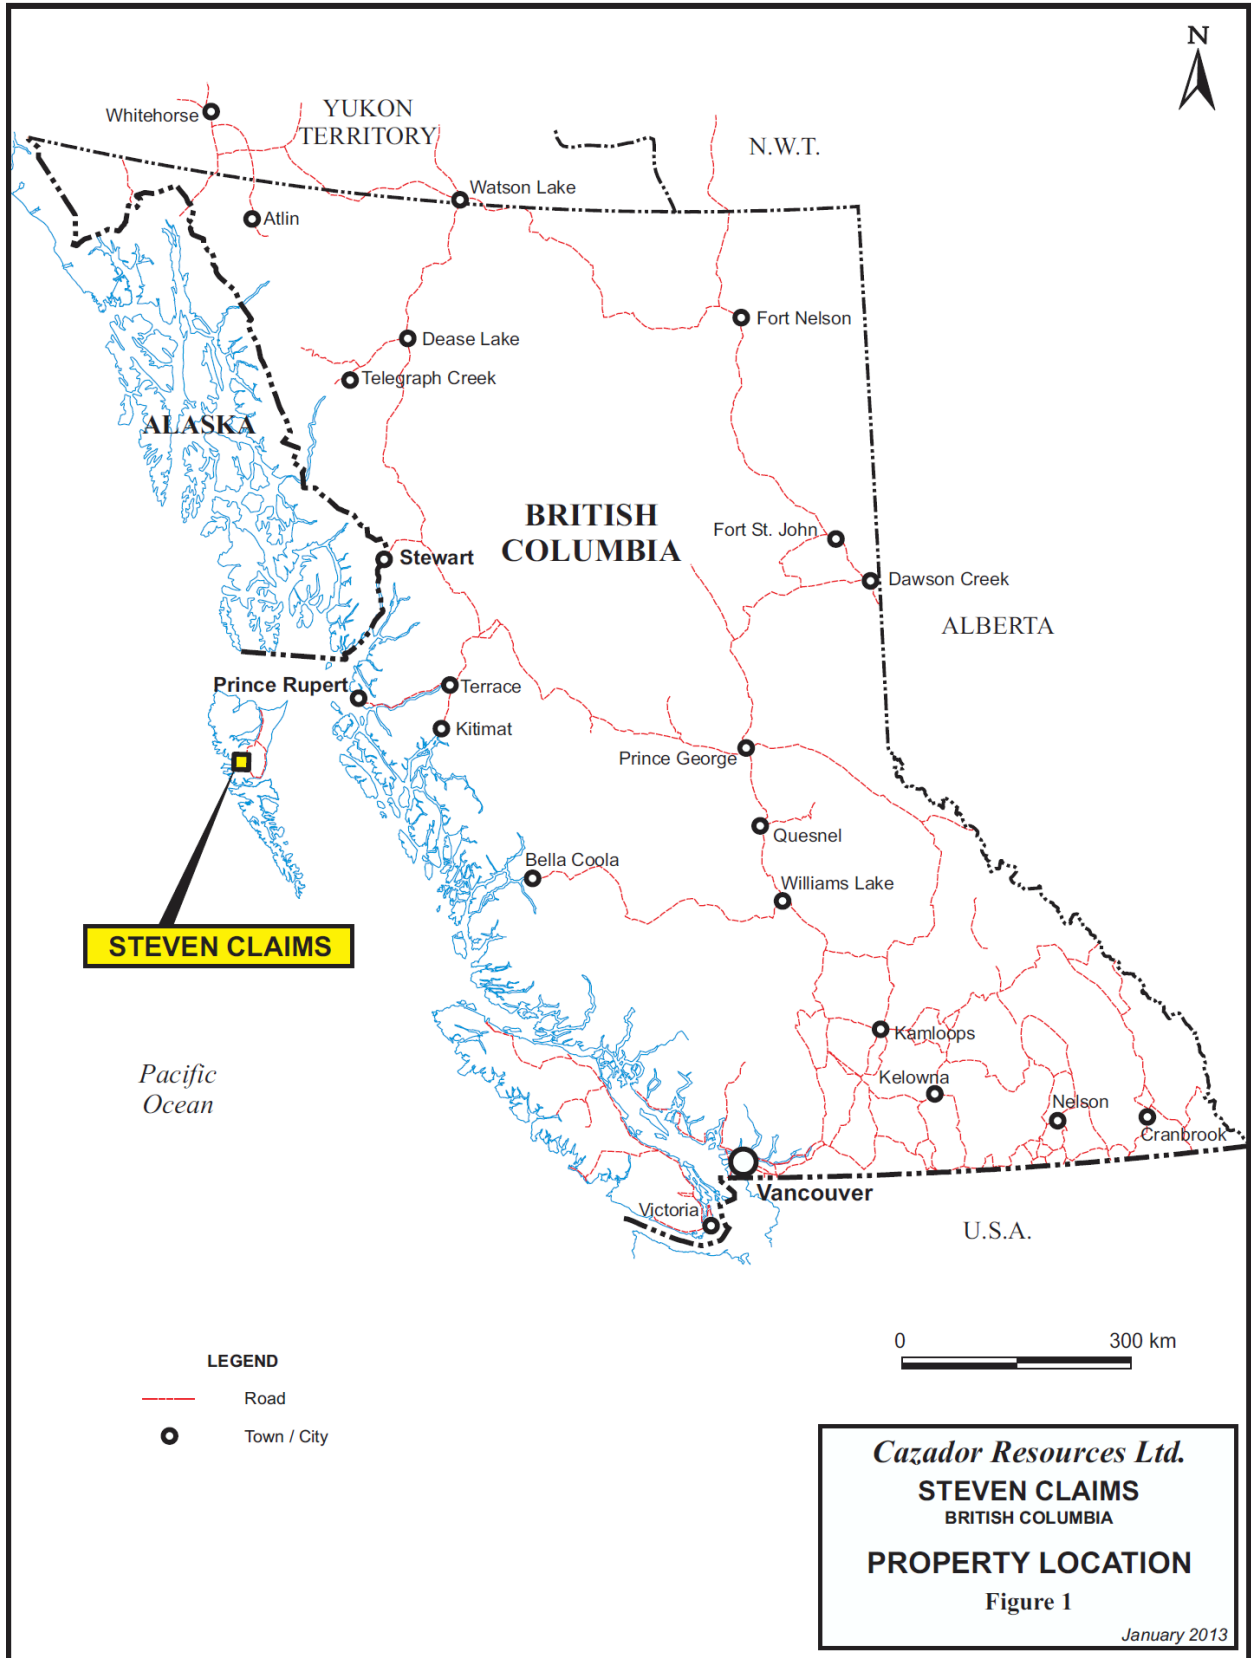 N
Whitehorse
YUKON
TERRITORY
N.W.T.
Watson Lake
Atlin
Fort Nelson
Dease Lake
Telegraph Creek
ALASKA
BRITISH
COLUMBIA
Fort St. John
Stewart
Dawson Creek
ALBERTA
Prince Rupert
Terrace
Kitimat
Prince George
Quesnel
Bella Coola
Williams Lake
STEVEN CLAIMS
Kamloops
Pacific
Ocean
Kelowna
Nelson
Cranbrook
Vancouver
Victoria
U.S.A.
0 300 km
LEGEND
Road
Town / City
Cazador Resources Ltd.
STEVEN CLAIMS
BRITISH COLUMBIA
PROPERTY LOCATION
Figure 1
January 2013